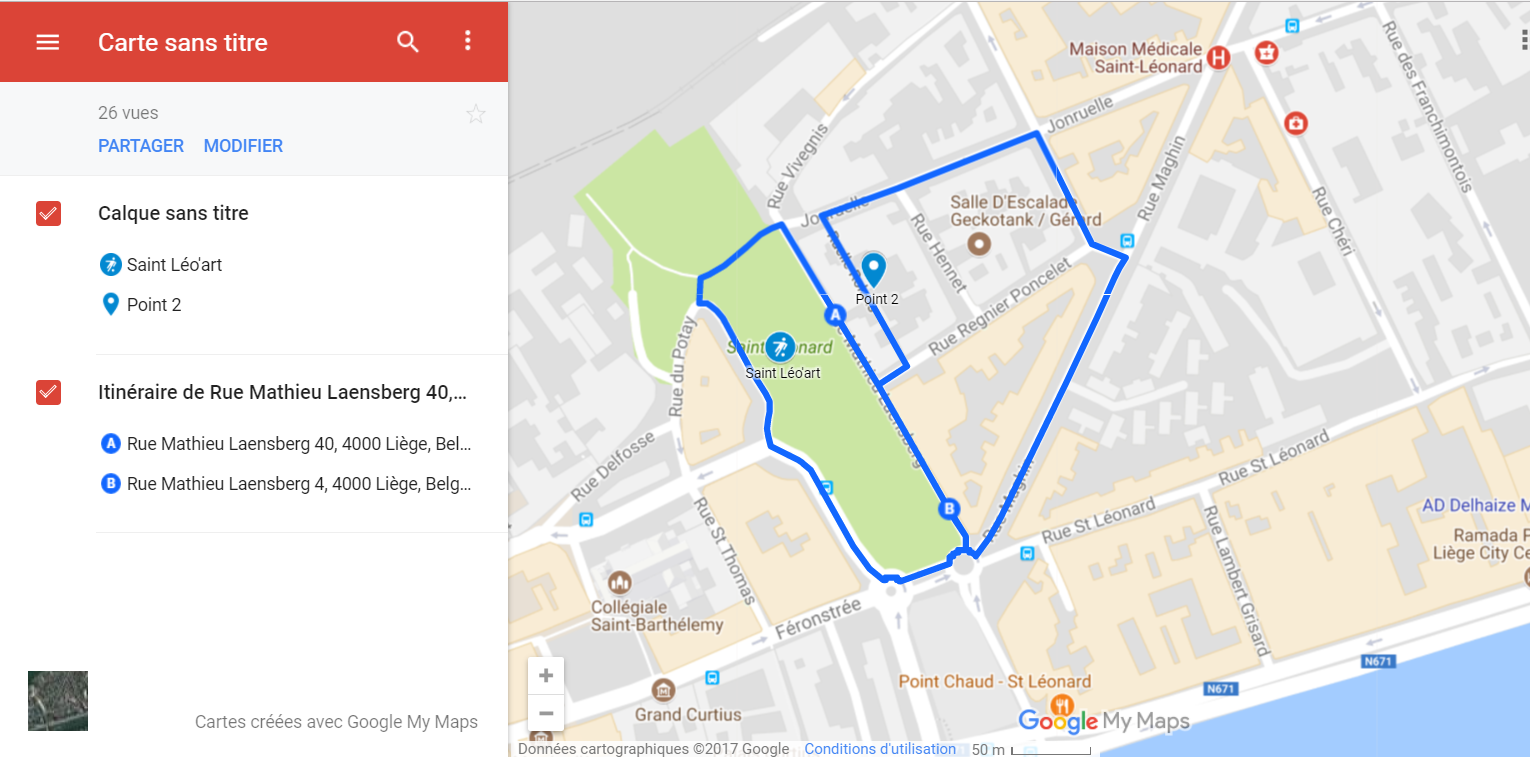 Carte sans titre
26 vues
PARTAGER MODIFIER
Calque sans titre
Saint Léo'art
Point 2
Itinéraire de Rue Mathieu Laensberg 40,...
A Rue Mathieu Laensberg 40, 4000 Liège, Bel...
B Rue Mathieu Laensberg 4, 4000 Liège, Belg...
Cartes créées avec Google My Maps
Maison Médicale
Saint-Léonard
H
Jonruelle
Rue des Franchimontois
Rue Vivegnis
Rue Maghin
Salle D'Escalade
Geckotank / Gérard
Rue Hennet
Rue Chéri
Point 2
A
Rue Regnier Poncelet
Rue du Potay
Saint Léo'art
Rue Mathieu Laensberg
Rue Delfosse
Rue St Léonard
B
Rue Maghin
Rue St Léonard
AD Delhaize M
Rue St Thomas
Rue Lambert Grisard
Ramada P
Liège City Ce
Collégiale
Saint-Barthélemy
Féronstrée
N671
Point Chaud - St Léonard
N671
Grand Curtius
+
−
Google My Maps
Données cartographiques ©2017 Google Conditions d'utilisation 50 m